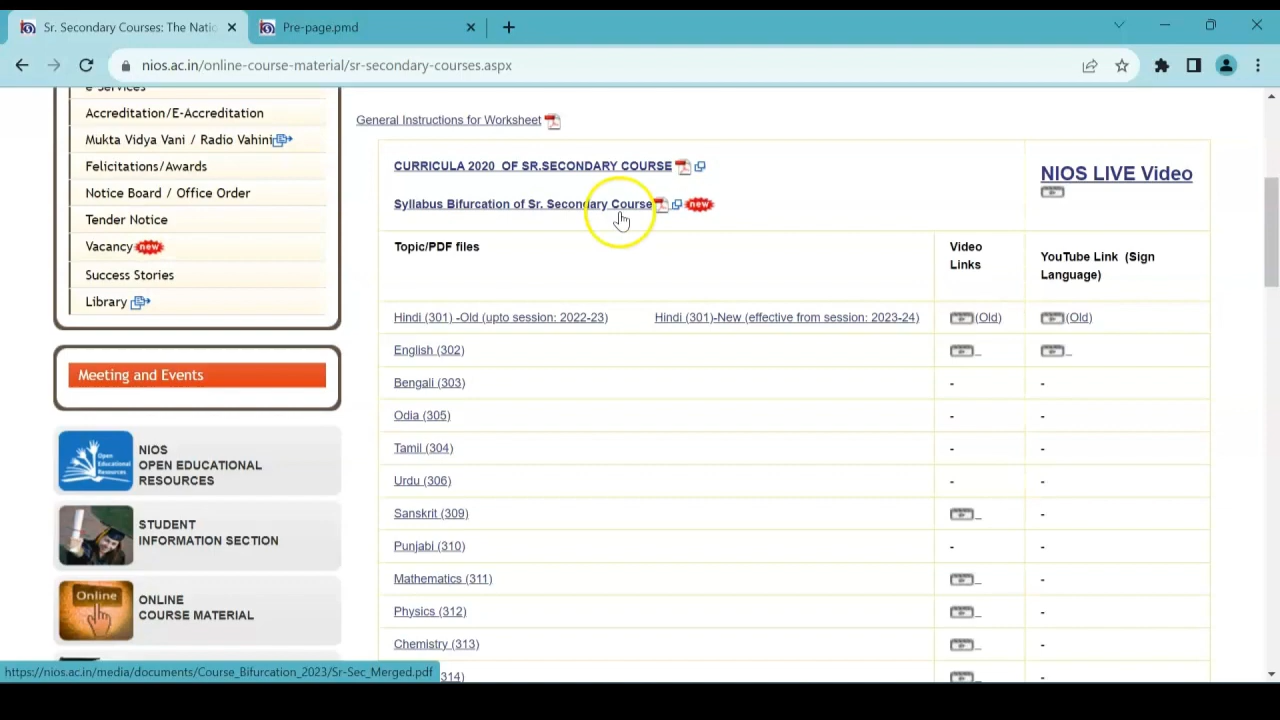 Sr. Secondary Courses: The Natio
Pre-page.pmd
nios.ac.in/online-course-material/sr-secondary-courses.aspx
e-Services
Accreditation/E-Accreditation
Mukta Vidya Vani / Radio Vahini
Felicitations/Awards
Notice Board / Office Order
Tender Notice
Vacancy new
Success Stories
Library
Meeting and Events
NIOS
OPEN EDUCATIONAL
RESOURCES
STUDENT
INFORMATION SECTION
Online
ONLINE
COURSE MATERIAL
General Instructions for Worksheet
CURRICULA 2020 OF SR.SECONDARY COURSE
NIOS LIVE Video
Syllabus Bifurcation of Sr. Secondary Course new
Topic/PDF files
Video
Links
YouTube Link (Sign
Language)
Hindi (301) -Old (upto session: 2022-23) Hindi (301)-New (effective from session: 2023-24) (Old) (Old)
English (302)
Bengali (303) - -
Odia (305) - -
Tamil (304) - -
Urdu (306) - -
Sanskrit (309) -
Punjabi (310) - -
Mathematics (311) -
Physics (312) -
Chemistry (313) -
314) -
https://nios.ac.in/media/documents/Course_Bifurcation_2023/Sr-Sec_Merged.pdf